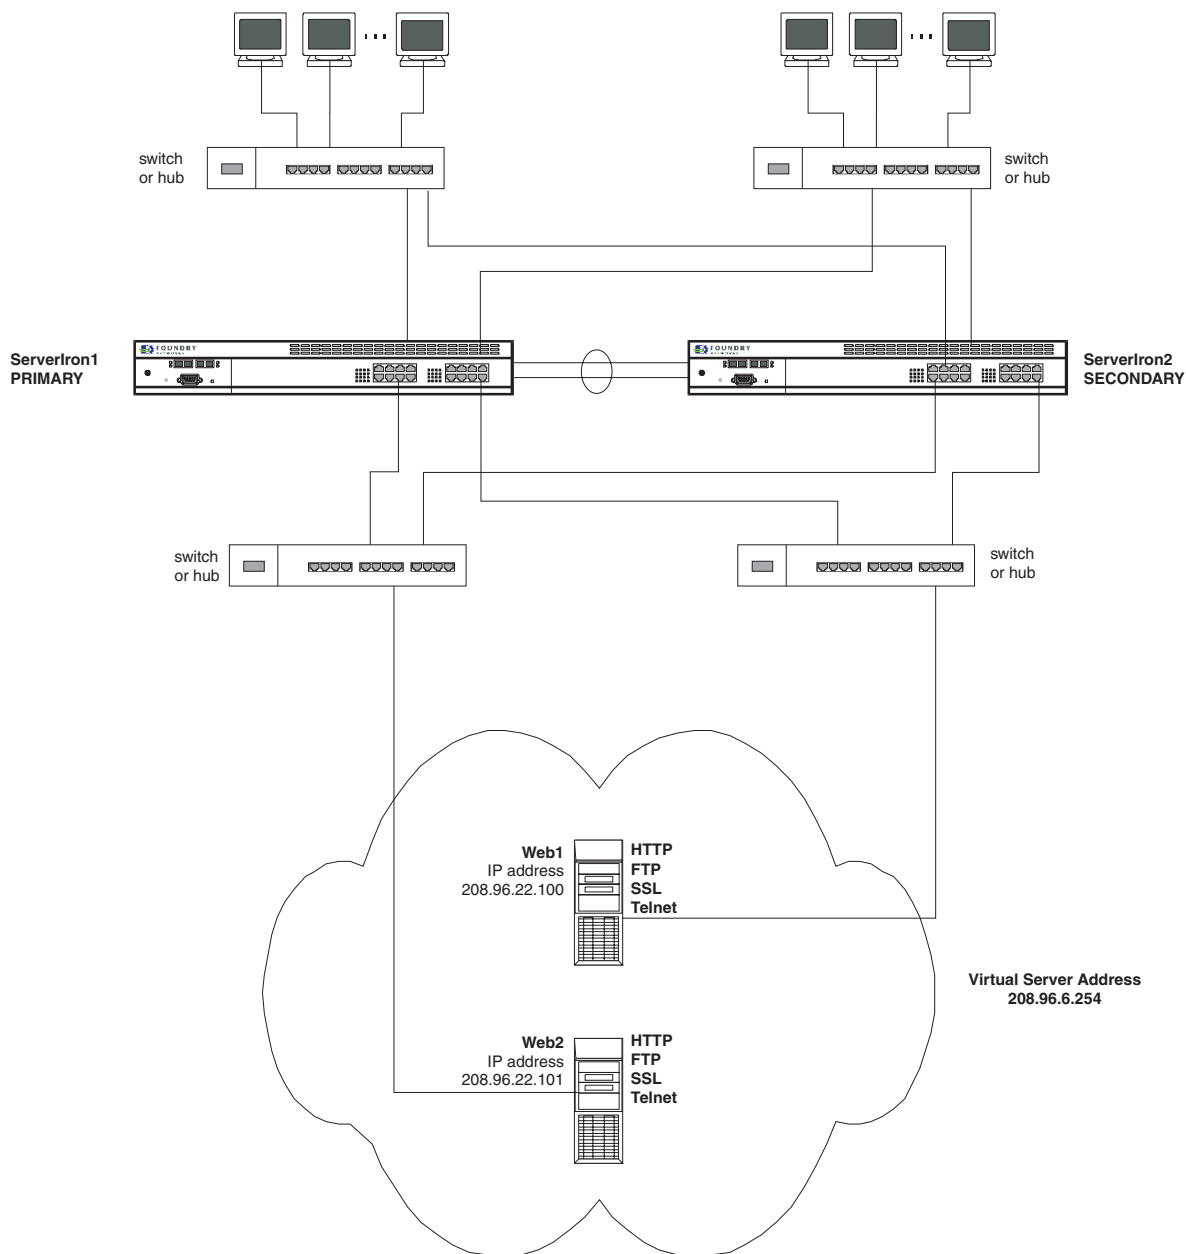 switch
or hub
switch
or hub
FOUNDRY
NETWORKS
FOUNDRY
NETWORKS
ServerIron1
PRIMARY
ServerIron2
SECONDARY
switch
or hub
switch
or hub
Web1
IP address
208.96.22.100
HTTP
FTP
SSL
Telnet
Virtual Server Address
208.96.6.254
Web2
IP address
208.96.22.101
HTTP
FTP
SSL
Telnet